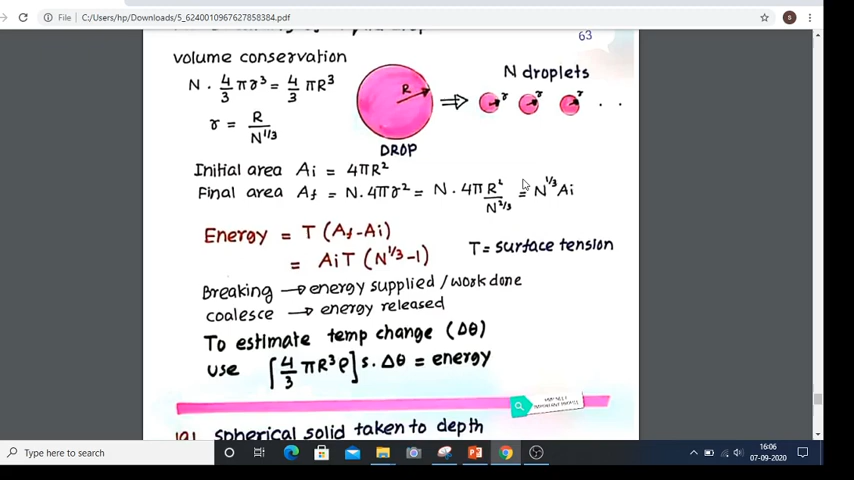 File | C:/Users/hp/Downloads/5_6240010967627858384.pdf
S
63
volume conservation
N · 4/3 πr³ = 4/3 πR³
r = R/N^1/3
R
DROP
N droplets
r r r . .
Initial area Ai = 4πR²
Final area Af = N. 4πr² = N · 4πR²/N^2/3 = N^1/3 Ai
Energy = T (Af-Ai)
= AiT (N^1/3 -1)
T = surface tension
Breaking → energy supplied / work done
coalesce → energy released
To estimate temp change (Δθ)
use [4/3 πR³ρ] s. Δθ = energy
spherical solid taken to depth
Type here to search
16:06
07-09-2020